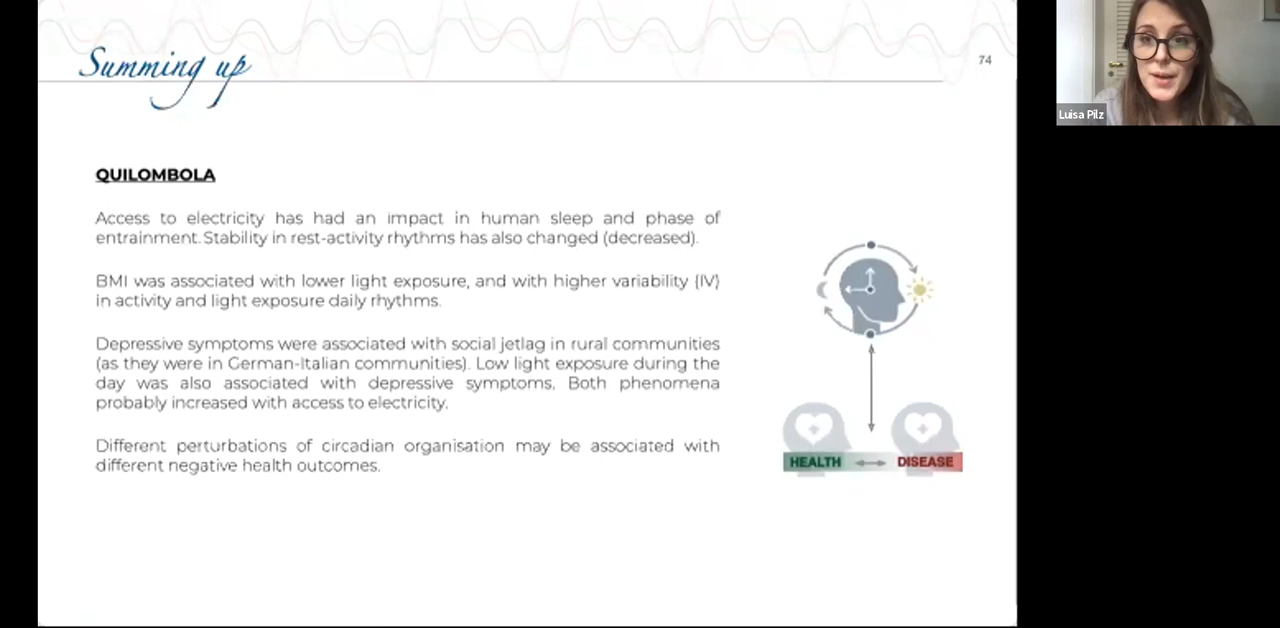 Summing up
74
Luisa Pilz
QUILOMBOLA
Access to electricity has had an impact in human sleep and phase of
entrainment. Stability in rest-activity rhythms has also changed (decreased).
BMI was associated with lower light exposure, and with higher variability (IV)
in activity and light exposure daily rhythms.
Depressive symptoms were associated with social jetlag in rural communities
(as they were in German-Italian communities). Low light exposure during the
day was also associated with depressive symptoms. Both phenomena
probably increased with access to electricity.
Different perturbations of circadian organisation may be associated with
different negative health outcomes.
HEALTH DISEASE